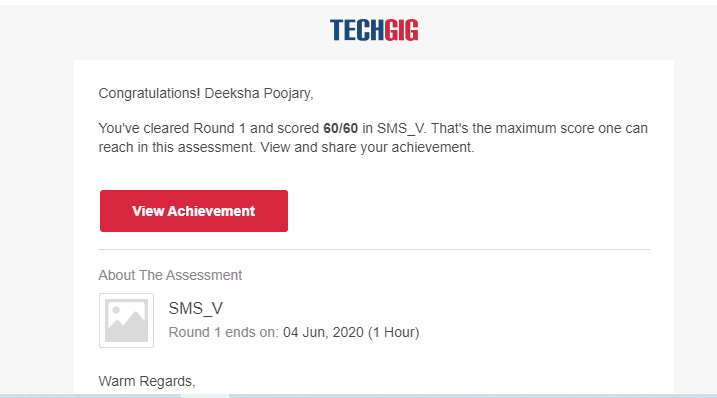 TECHGIG
Congratulations! Deeksha Poojary,
You've cleared Round 1 and scored 60/60 in SMS_V. That's the maximum score one can
reach in this assessment. View and share your achievement.
View Achievement
About The Assessment
SMS_V
Round 1 ends on: 04 Jun, 2020 (1 Hour)
Warm Regards,